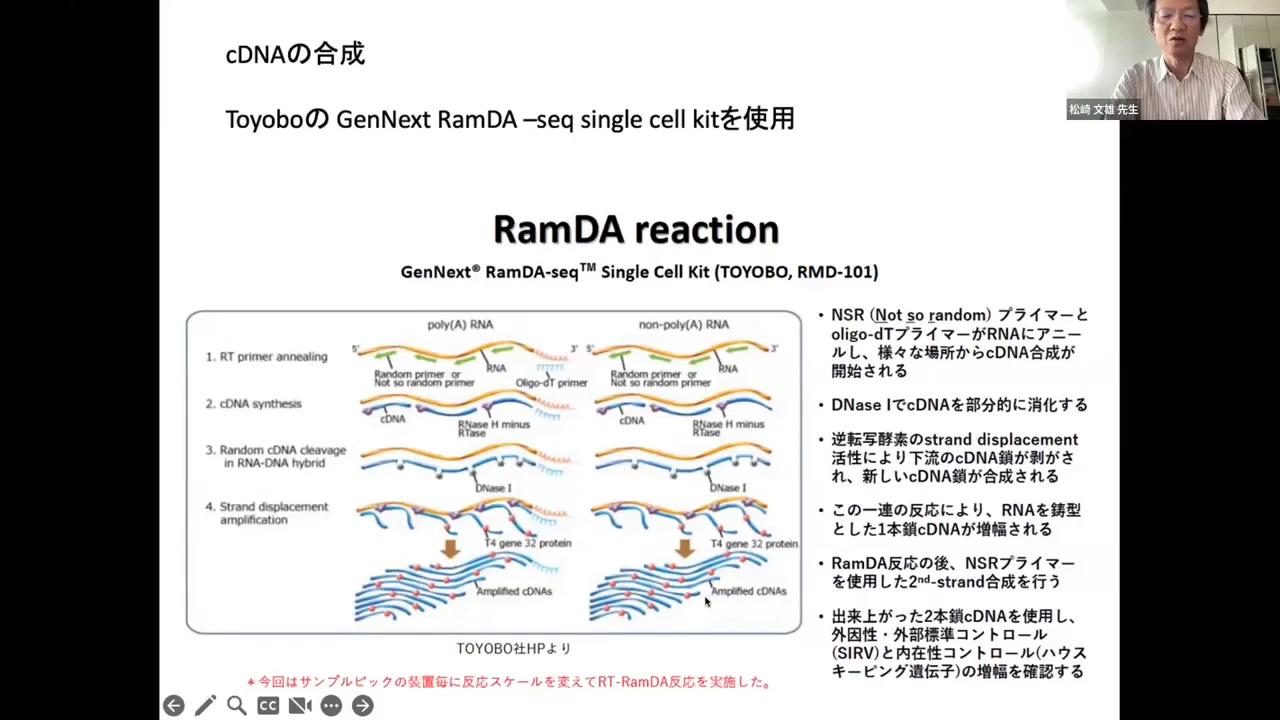 cDNAの合成
Toyoboの GenNext RamDA –seq single cell kitを使用
松崎 文雄 先生
RamDA reaction
GenNext® RamDA-seq™ Single Cell Kit (TOYOBO, RMD-101)
poly(A) RNA
non-poly(A) RNA
1. RT primer annealing
5'
3'
RNA
Random primer or
Not so random primer
Oligo-dT primer
5'
3'
RNA
Random primer or
Not so random primer
2. cDNA synthesis
cDNA
RNase H minus
RTase
cDNA
RNase H minus
RTase
3. Random cDNA cleavage
in RNA-DNA hybrid
DNase I
DNase I
4. Strand displacement
amplification
T4 gene 32 protein
T4 gene 32 protein
Amplified cDNAs
Amplified cDNAs
TOYOBO社HPより
＊今回はサンプルピックの装置毎に反応スケールを変えてRT-RamDA反応を実施した。
• NSR (Not so random) プライマーと
oligo-dTプライマーがRNAにアニー
ルし、様々な場所からcDNA合成が
開始される
• DNase IでcDNAを部分的に消化する
• 逆転写酵素のstrand displacement
活性により下流のcDNA鎖が剥がさ
れ、新しいcDNA鎖が合成される
• この一連の反応により、RNAを鋳型
とした1本鎖cDNAが増幅される
• RamDA反応の後、NSRプライマー
を使用した2nd-strand合成を行う
• 出来上がった2本鎖cDNAを使用し、
外因性・外部標準コントロール
(SIRV)と内在性コントロール(ハウス
キーピング遺伝子)の増幅を確認する
CC